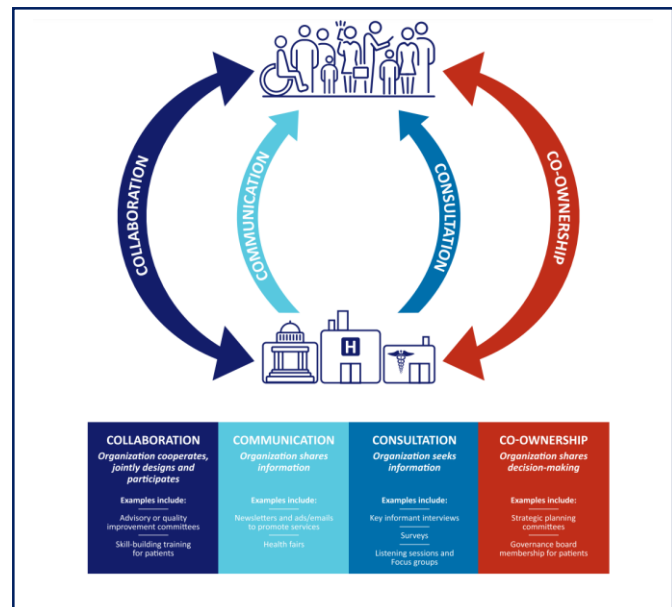 COLLABORATION
COMMUNICATION
CONSULTATION
CO-OWNERSHIP
H
COLLABORATION
Organization cooperates,
jointly designs and
participates
Examples include:
Advisory or quality
improvement committees
Skill-building training
for patients
COMMUNICATION
Organization shares
information
Examples include:
Newsletters and ads/emails
to promote services
Health fairs
CONSULTATION
Organization seeks
information
Examples include:
Key informant interviews
Surveys
Listening sessions and
Focus groups
CO-OWNERSHIP
Organization shares
decision-making
Examples include:
Strategic planning
committees
Governance board
membership for patients